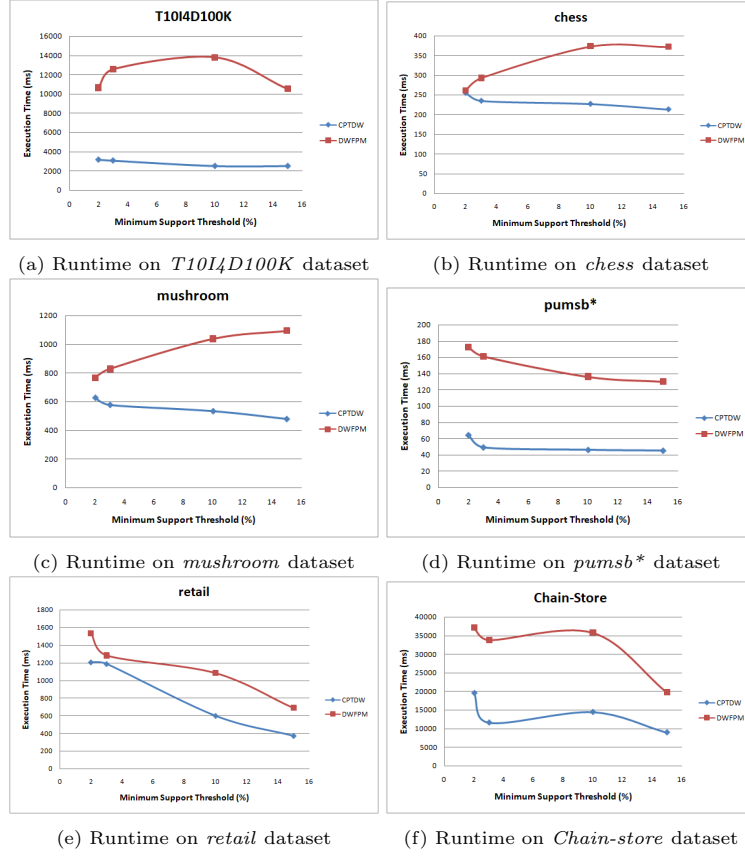 T10I4D100K
Execution Time (ms)
16000
14000
12000
10000
8000
6000
4000
2000
0
0 2 4 6 8 10 12 14 16
Minimum Support Threshold (%)
CPTDW
DWFPM
(a) Runtime on T10I4D100K dataset
chess
Execution Time (ms)
400
350
300
250
200
150
100
50
0
0 2 4 6 8 10 12 14 16
Minimum Support Threshold (%)
CPTDW
DWFPM
(b) Runtime on chess dataset
mushroom
Execution Time (ms)
1200
1000
800
600
400
200
0
0 2 4 6 8 10 12 14 16
Minimum Support Threshold (%)
CPTDW
DWFPM
(c) Runtime on mushroom dataset
pumsb*
Execution Time (ms)
200
180
160
140
120
100
80
60
40
20
0
0 2 4 6 8 10 12 14 16
Minimum Support Threshold (%)
CPTDW
DWFPM
(d) Runtime on pumsb* dataset
retail
Execution Time (ms)
1800
1600
1400
1200
1000
800
600
400
200
0
0 2 4 6 8 10 12 14 16
Minimum Support Threshold (%)
CPTDW
DWFPM
(e) Runtime on retail dataset
Chain-Store
Execution Time (ms)
40000
35000
30000
25000
20000
15000
10000
5000
0
0 2 4 6 8 10 12 14 16
Minimum Support Threshold (%)
CPTDW
DWFPM
(f) Runtime on Chain-store dataset